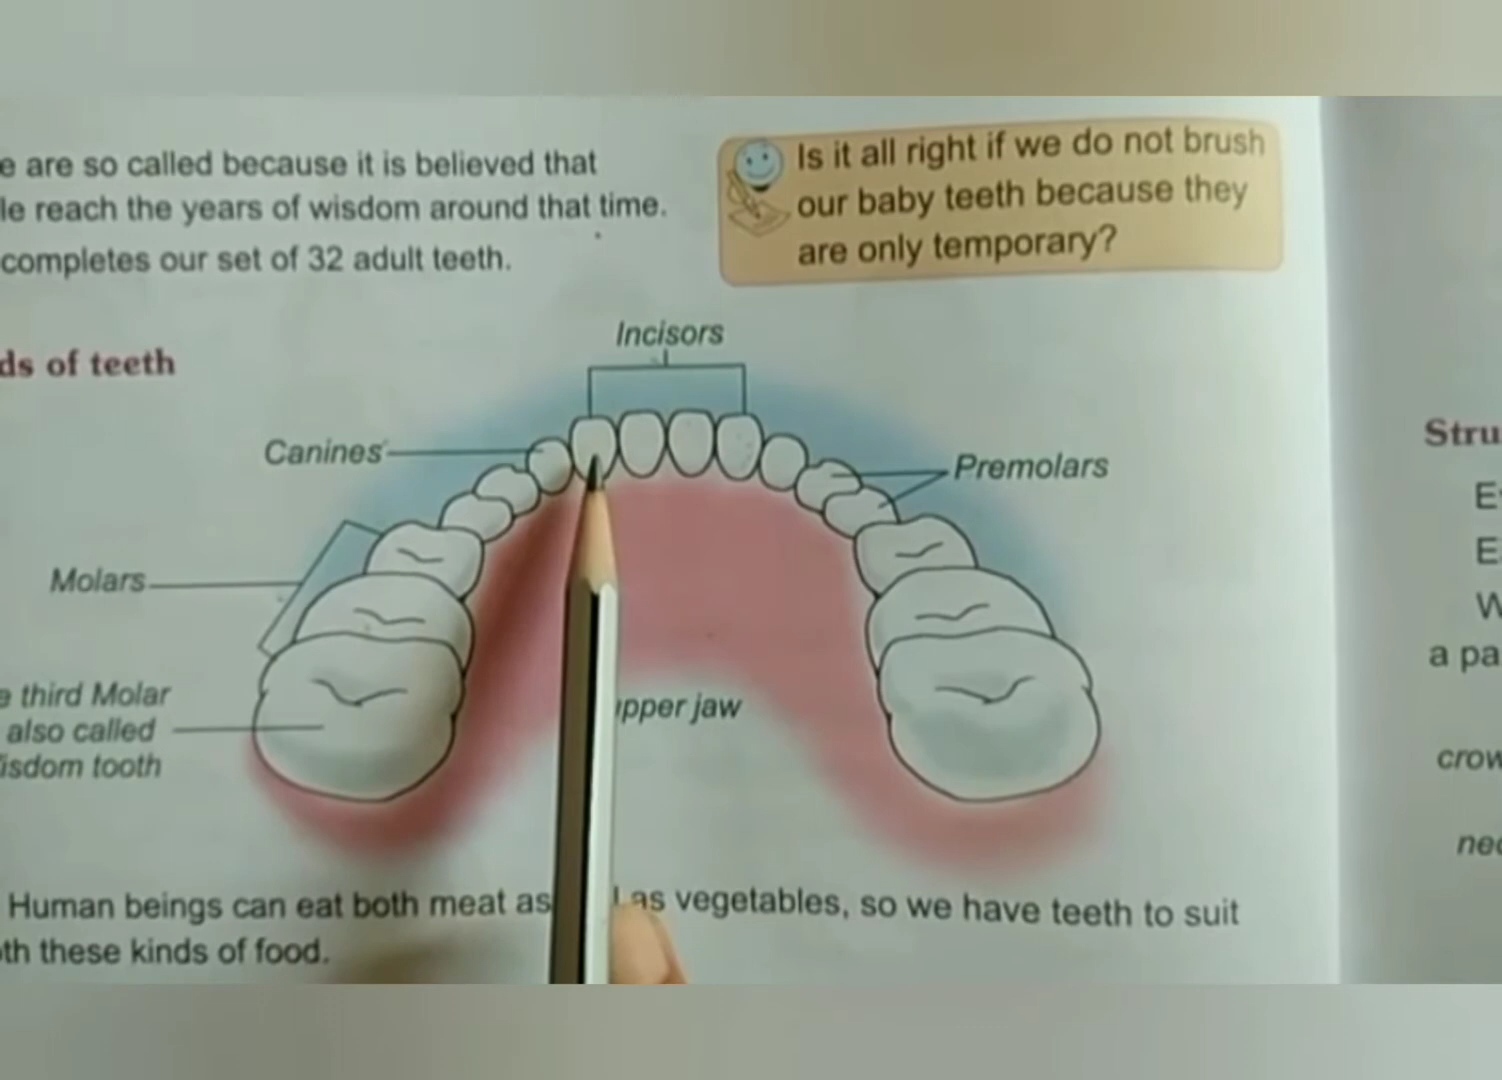 e are so called because it is believed that
le reach the years of wisdom around that time.
completes our set of 32 adult teeth.
Is it all right if we do not brush
our baby teeth because they
are only temporary?
ds of teeth
Incisors
Canines
Premolars
Molars
e third Molar
also called
isdom tooth
pper jaw
Human beings can eat both meat as as vegetables, so we have teeth to suit
th these kinds of food.
Stru
E
E
W
a pa
crow
nec